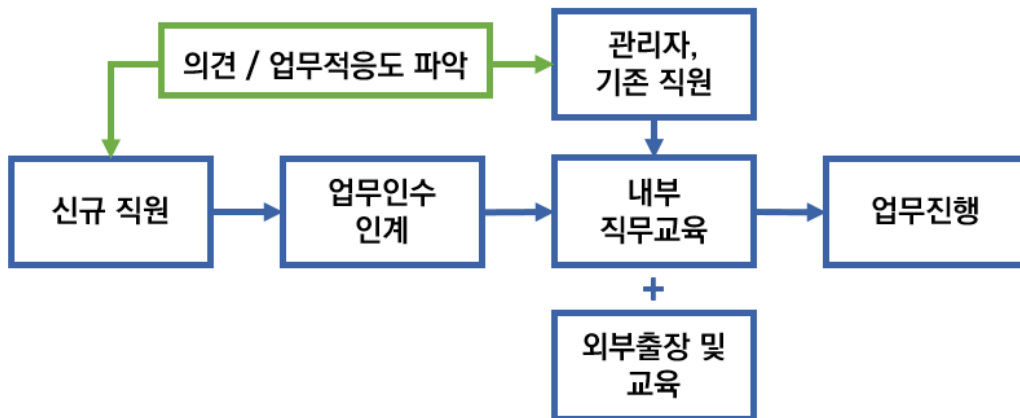 의견 / 업무적응도 파악
관리자,
기존 직원
신규 직원
업무인수
인계
내부
직무교육
업무진행
+
외부출장 및
교육